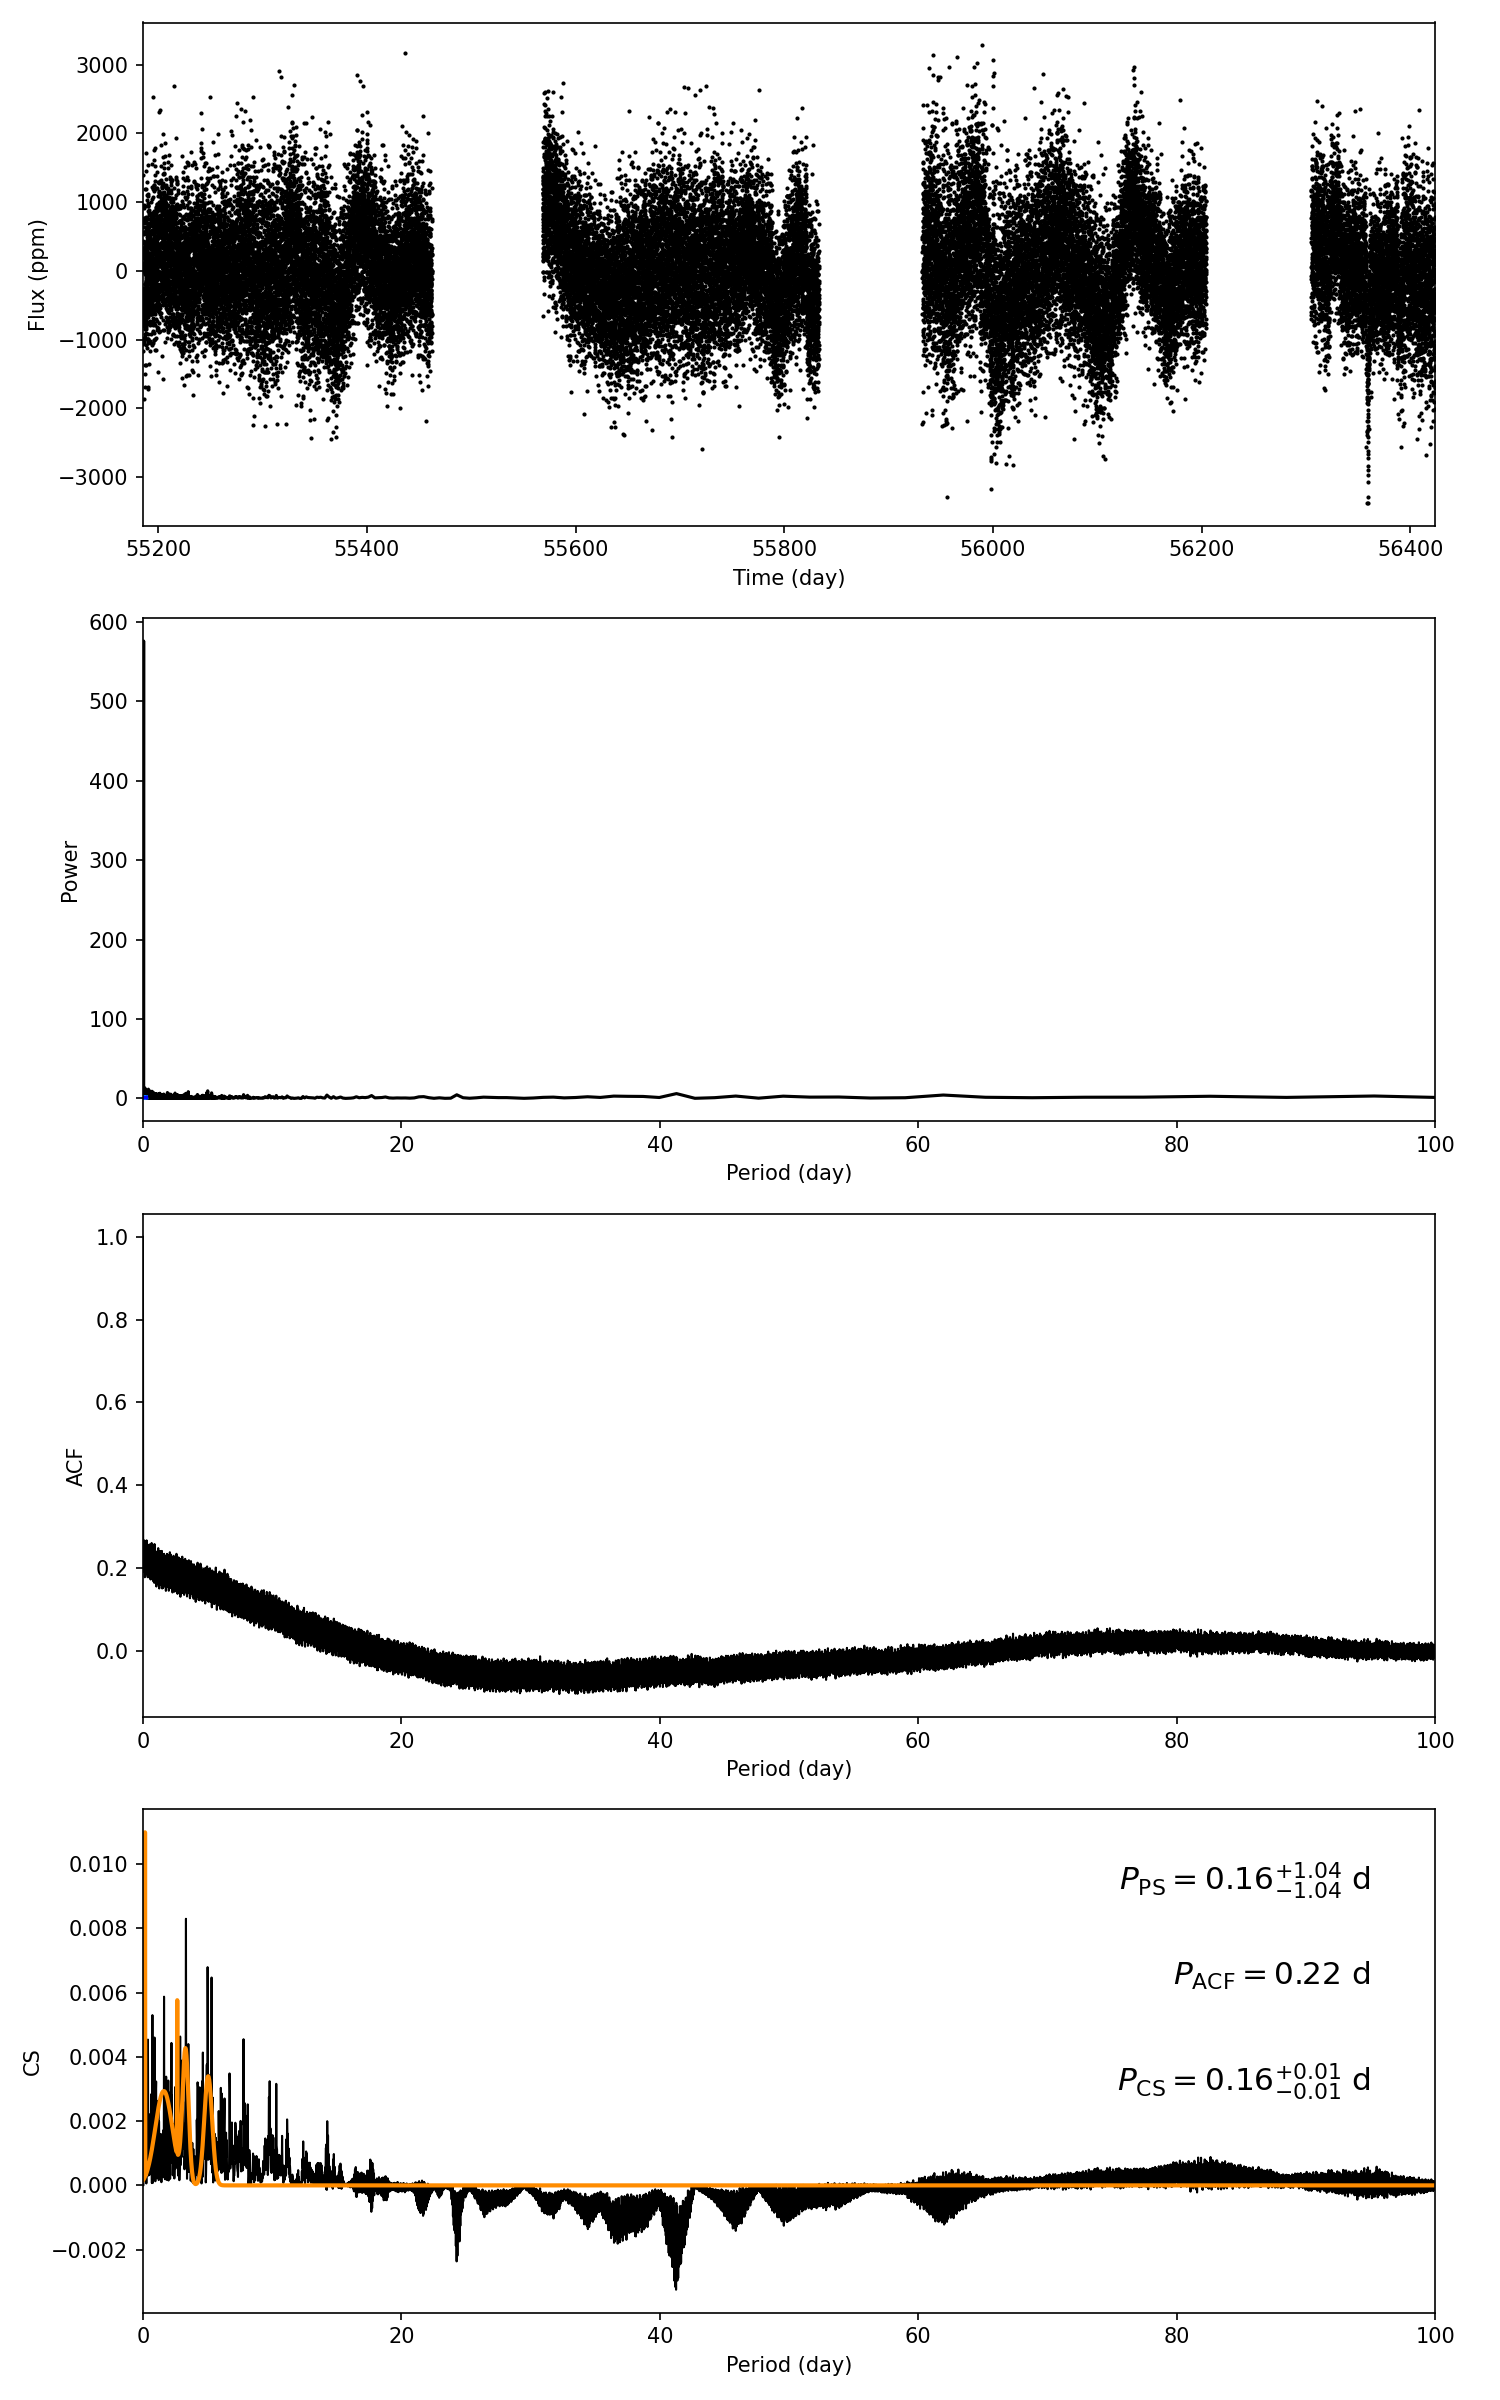 3000
2000
1000
0
−1000
−2000
−3000
Flux (ppm)
55200 55400 55600 55800 56000 56200 56400
Time (day)
600
500
400
300
200
100
0
Power
0 20 40 60 80 100
Period (day)
1.0
0.8
0.6
0.4
0.2
0.0
ACF
0 20 40 60 80 100
Period (day)
0.010
0.008
0.006
0.004
0.002
0.000
−0.002
CS
P_PS = 0.16 +1.04 −1.04 d
P_ACF = 0.22 d
P_CS = 0.16 +0.01 −0.01 d
0 20 40 60 80 100
Period (day)